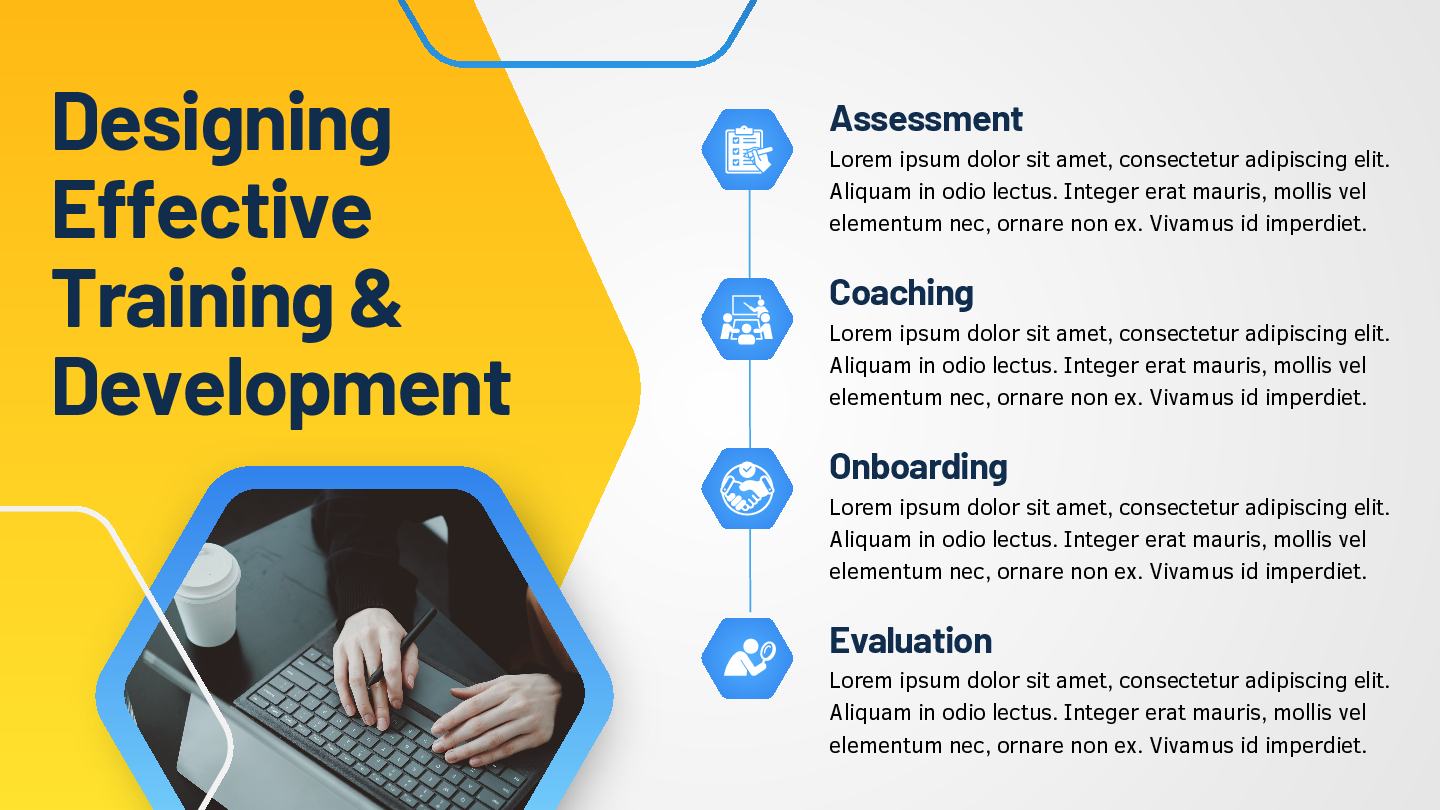 Designing
Effective
Training &
Development
Assessment
Lorem ipsum dolor sit amet, consectetur adipiscing elit.
Aliquam in odio lectus. Integer erat mauris, mollis vel
elementum nec, ornare non ex. Vivamus id imperdiet.
Coaching
Lorem ipsum dolor sit amet, consectetur adipiscing elit.
Aliquam in odio lectus. Integer erat mauris, mollis vel
elementum nec, ornare non ex. Vivamus id imperdiet.
Onboarding
Lorem ipsum dolor sit amet, consectetur adipiscing elit.
Aliquam in odio lectus. Integer erat mauris, mollis vel
elementum nec, ornare non ex. Vivamus id imperdiet.
Evaluation
Lorem ipsum dolor sit amet, consectetur adipiscing elit.
Aliquam in odio lectus. Integer erat mauris, mollis vel
elementum nec, ornare non ex. Vivamus id imperdiet.